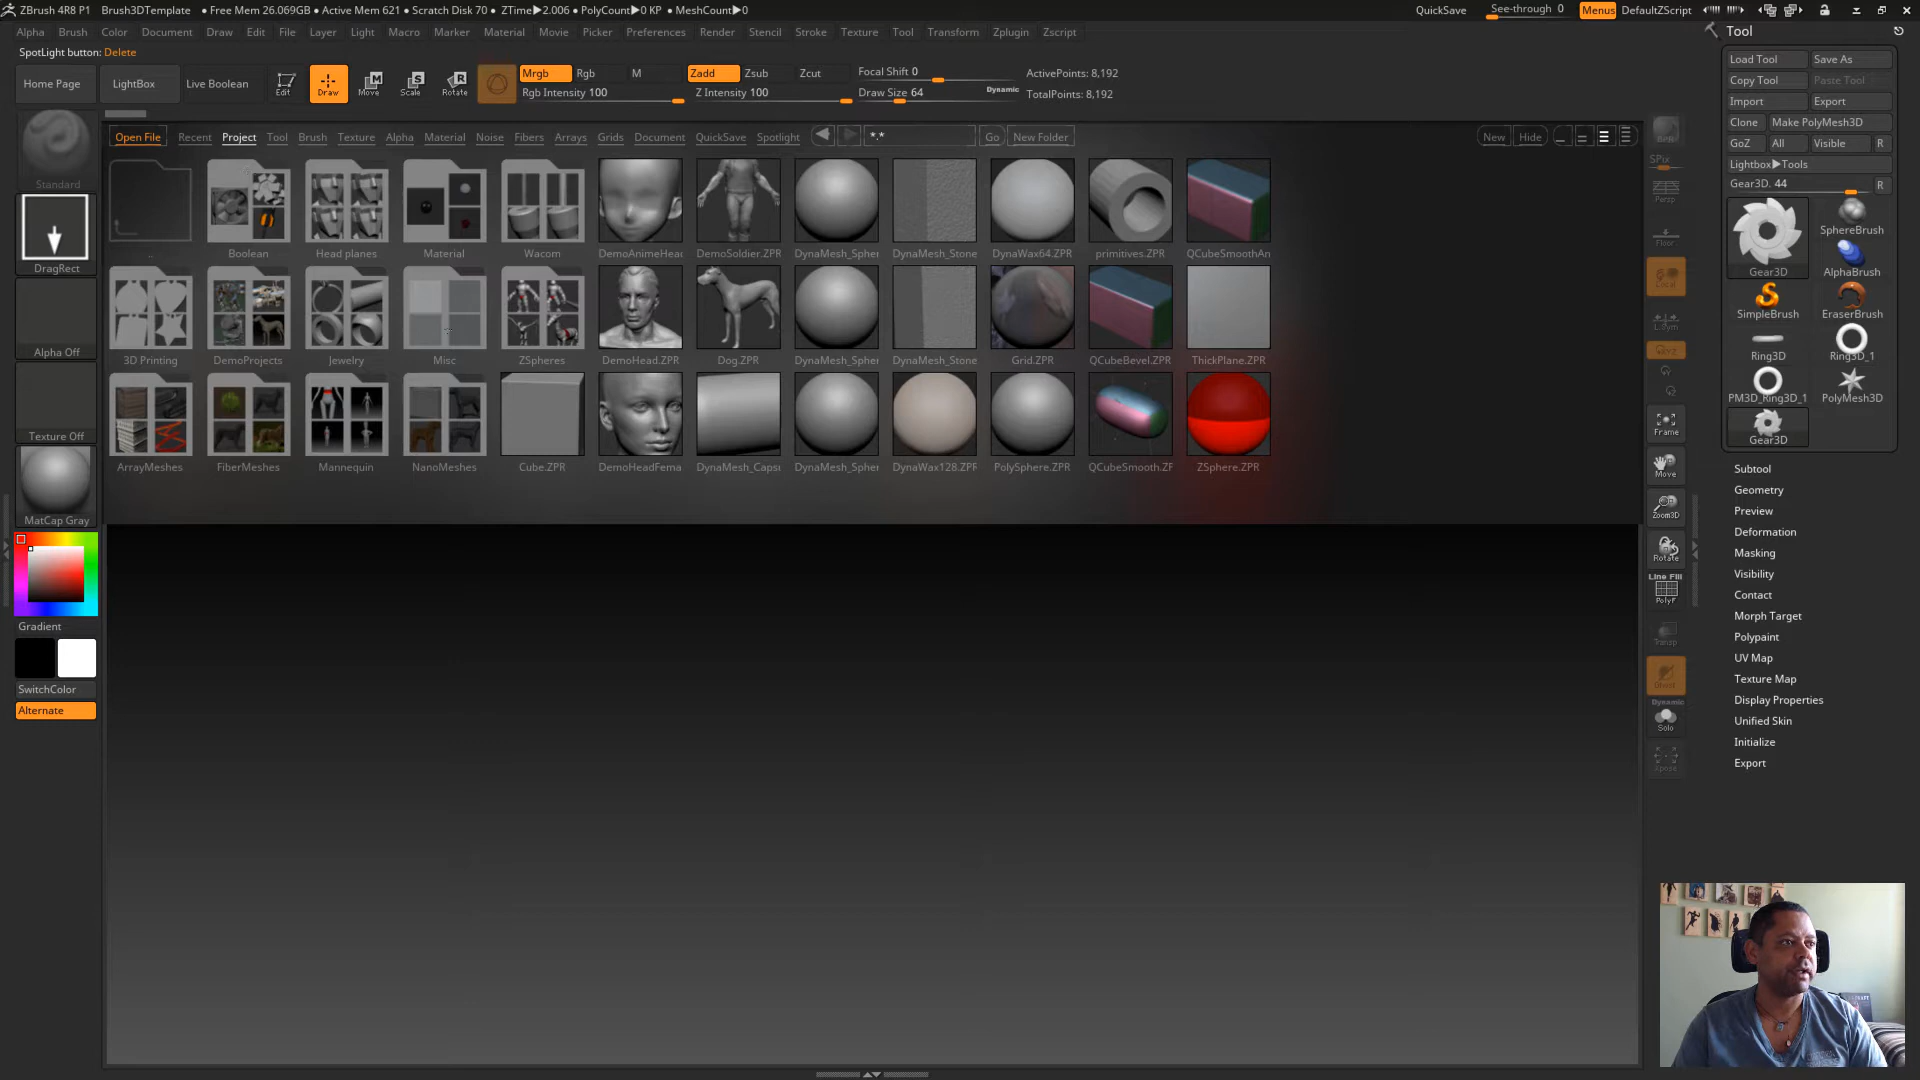 ZBrush 4R8 P1 Brush3DTemplate • Free Mem 26.069GB • Active Mem 621 • Scratch Disk 70 • ZTime▶2.006 • PolyCount▶0 KP • MeshCount▶0 QuickSave See-through 0 Menus DefaultZScript
Alpha Brush Color Document Draw Edit File Layer Light Macro Marker Material Movie Picker Preferences Render Stencil Stroke Texture Tool Transform Zplugin Zscript
SpotLight button: Delete
Home Page LightBox Live Boolean Edit Draw Move Scale Rotate
Mrgb Rgb M Zadd Zsub Zcut Focal Shift 0 ActivePoints: 8,192
Rgb Intensity 100 Z Intensity 100 Draw Size 64 Dynamic TotalPoints: 8,192
Open File Recent Project Tool Brush Texture Alpha Material Noise Fibers Arrays Grids Document QuickSave Spotlight *.* Go New Folder New Hide
.. Boolean Head planes Material Wacom DemoAnimeHead DemoSoldier.ZPR DynaMesh_Spher DynaMesh_Stone DynaWax64.ZPR primitives.ZPR QCubeSmoothAn
3D Printing DemoProjects Jewelry Misc ZSpheres DemoHead.ZPR Dog.ZPR DynaMesh_Spher DynaMesh_Stone Grid.ZPR QCubeBevel.ZPR ThickPlane.ZPR
ArrayMeshes FiberMeshes Mannequin NanoMeshes Cube.ZPR DemoHeadFema DynaMesh_Caps DynaMesh_Spher DynaWax128.ZPR PolySphere.ZPR QCubeSmooth.ZF ZSphere.ZPR
Standard
DragRect
Alpha Off
Texture Off
MatCap Gray
Gradient
SwitchColor
Alternate
BPR
SPix
Persp
Floor
Local
L.Sym
Frame
Move
Zoom3D
Rotate
Line Fill
PolyF
Transp
Ghost
Dynamic
Solo
Xpose
Tool
Load Tool Save As
Copy Tool Paste Tool
Import Export
Clone Make PolyMesh3D
GoZ All Visible R
Lightbox▶Tools
Gear3D. 44 R
Gear3D SphereBrush
AlphaBrush
SimpleBrush EraserBrush
Ring3D Ring3D_1
PM3D_Ring3D_1 PolyMesh3D
Gear3D
Subtool
Geometry
Preview
Deformation
Masking
Visibility
Contact
Morph Target
Polypaint
UV Map
Texture Map
Display Properties
Unified Skin
Initialize
Export